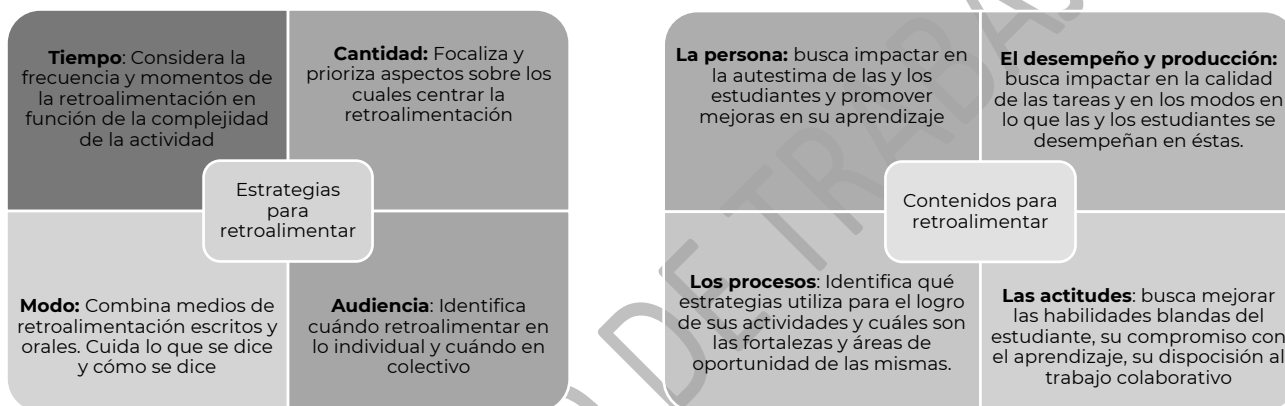 Tiempo: Considera la
frecuencia y momentos de
la retroalimentación en
función de la complejidad
de la actividad
Cantidad: Focaliza y
prioriza aspectos sobre los
cuales centrar la
retroalimentación
Estrategias
para
retroalimentar
Modo: Combina medios de
retroalimentación escritos y
orales. Cuida lo que se dice
y cómo se dice
Audiencia: Identifica
cuándo retroalimentar en
lo individual y cuándo en
colectivo
La persona: busca impactar en
la autestima de las y los
estudiantes y promover
mejoras en su aprendizaje
El desempeño y producción:
busca impactar en la calidad
de las tareas y en los modos en
lo que las y los estudiantes se
desempeñan en éstas.
Contenidos para
retroalimentar
Los procesos: Identifica qué
estrategias utiliza para el logro
de sus actividades y cuáles son
las fortalezas y áreas de
oportunidad de las mismas.
Las actitudes: busca mejorar
las habilidades blandas del
estudiante, su compromiso con
el aprendizaje, su dispocisión al
trabajo colaborativo
DE TRABA